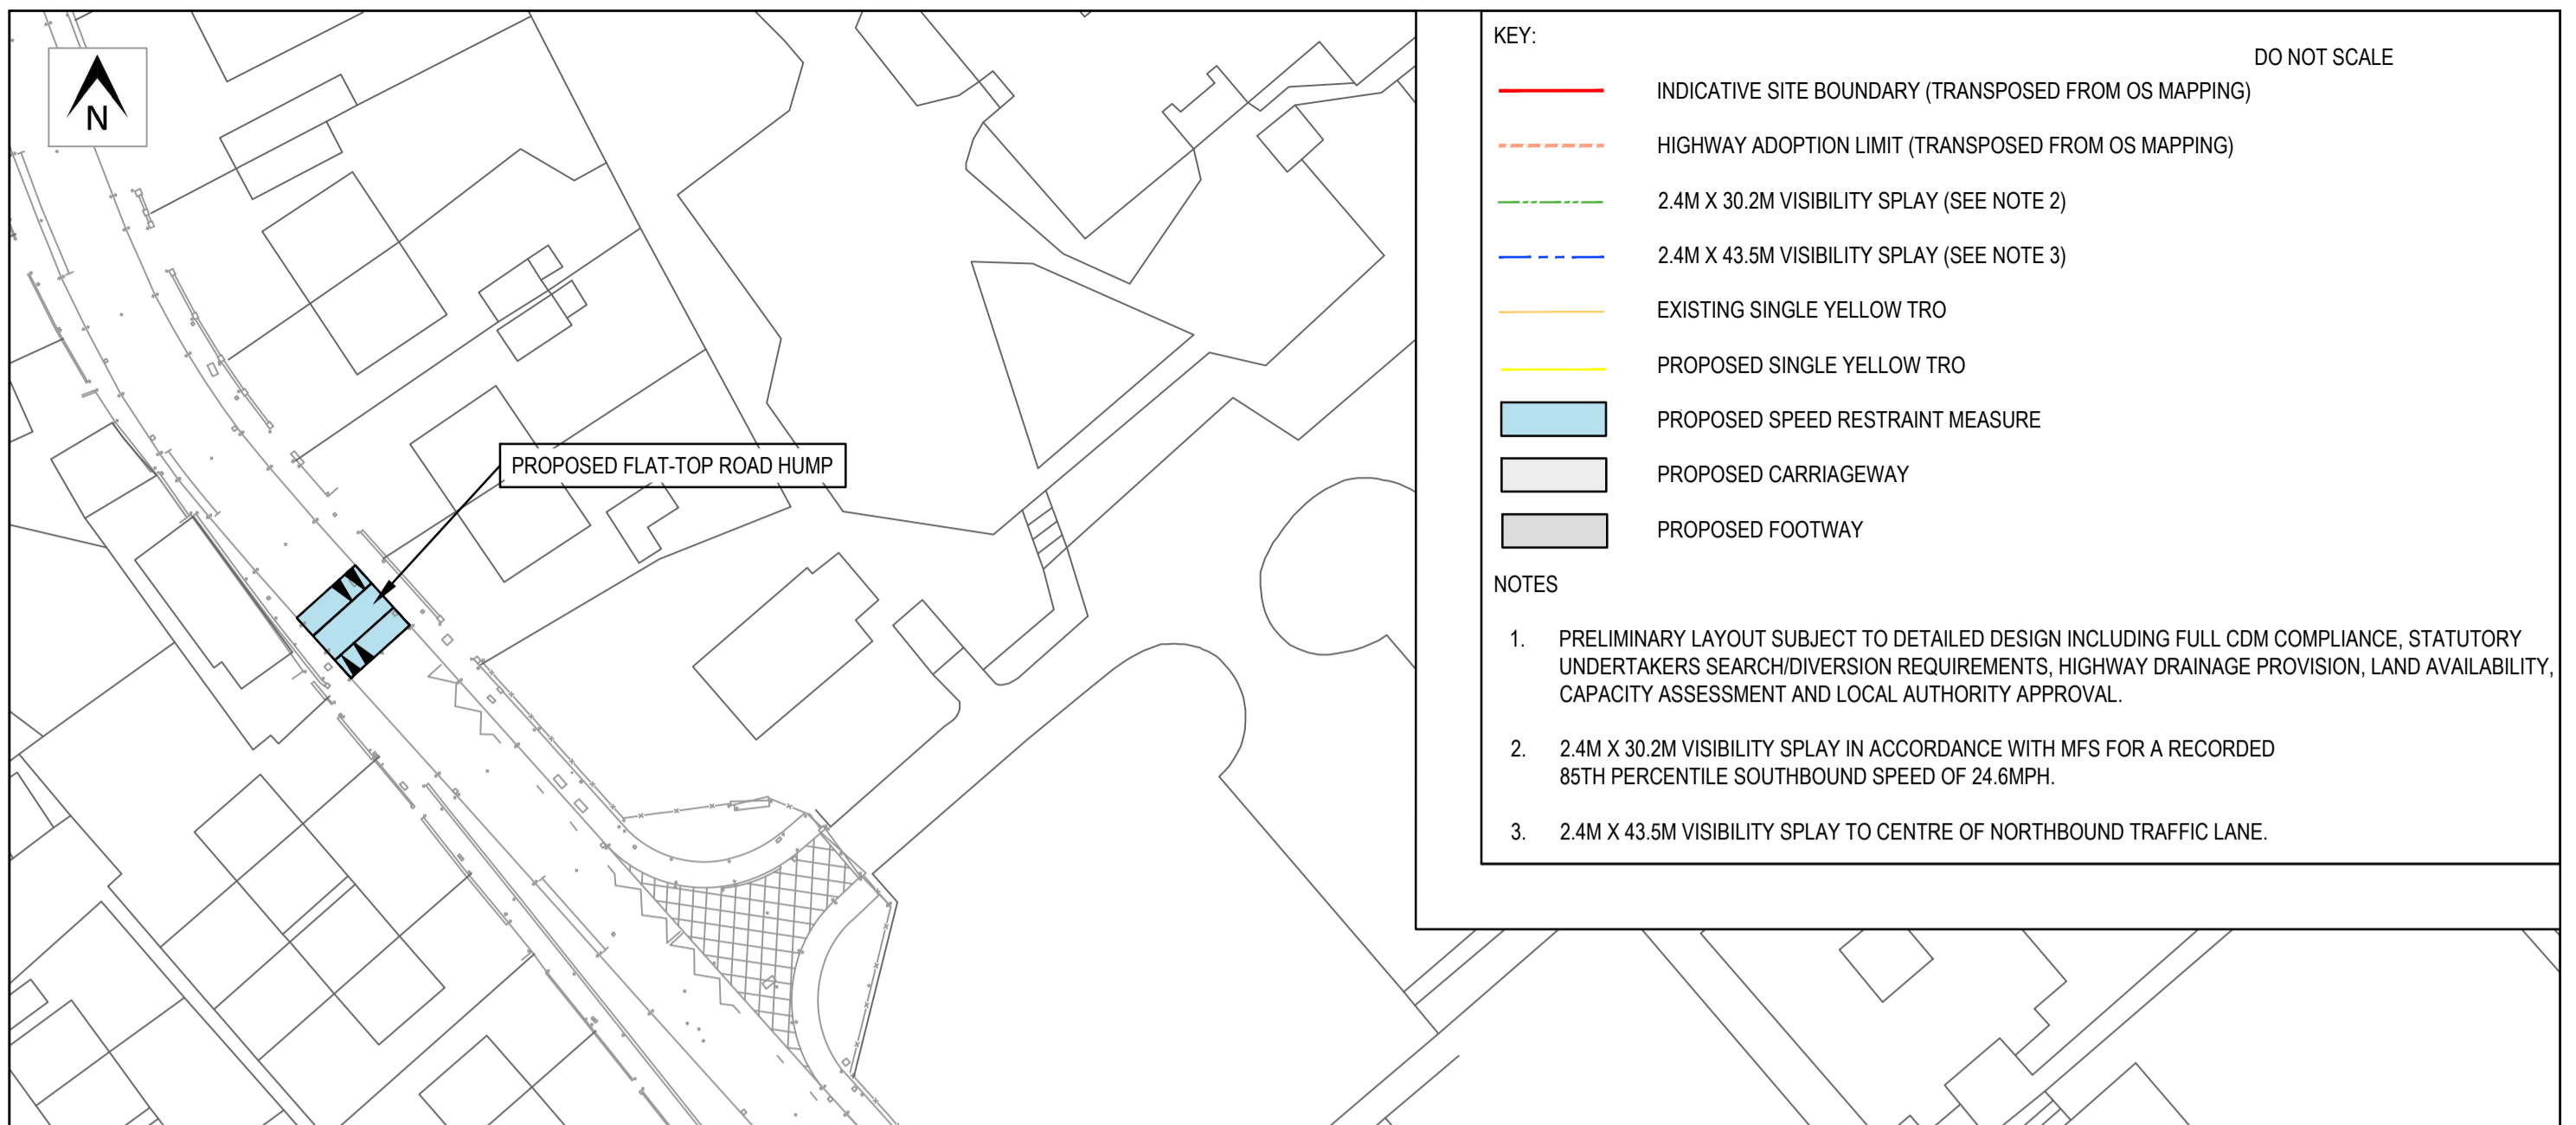 N
PROPOSED FLAT-TOP ROAD HUMP
KEY:
DO NOT SCALE
INDICATIVE SITE BOUNDARY (TRANSPOSED FROM OS MAPPING)
HIGHWAY ADOPTION LIMIT (TRANSPOSED FROM OS MAPPING)
2.4M X 30.2M VISIBILITY SPLAY (SEE NOTE 2)
2.4M X 43.5M VISIBILITY SPLAY (SEE NOTE 3)
EXISTING SINGLE YELLOW TRO
PROPOSED SINGLE YELLOW TRO
PROPOSED SPEED RESTRAINT MEASURE
PROPOSED CARRIAGEWAY
PROPOSED FOOTWAY
NOTES
1. PRELIMINARY LAYOUT SUBJECT TO DETAILED DESIGN INCLUDING FULL CDM COMPLIANCE, STATUTORY
UNDERTAKERS SEARCH/DIVERSION REQUIREMENTS, HIGHWAY DRAINAGE PROVISION, LAND AVAILABILITY,
CAPACITY ASSESSMENT AND LOCAL AUTHORITY APPROVAL.
2. 2.4M X 30.2M VISIBILITY SPLAY IN ACCORDANCE WITH MFS FOR A RECORDED
85TH PERCENTILE SOUTHBOUND SPEED OF 24.6MPH.
3. 2.4M X 43.5M VISIBILITY SPLAY TO CENTRE OF NORTHBOUND TRAFFIC LANE.